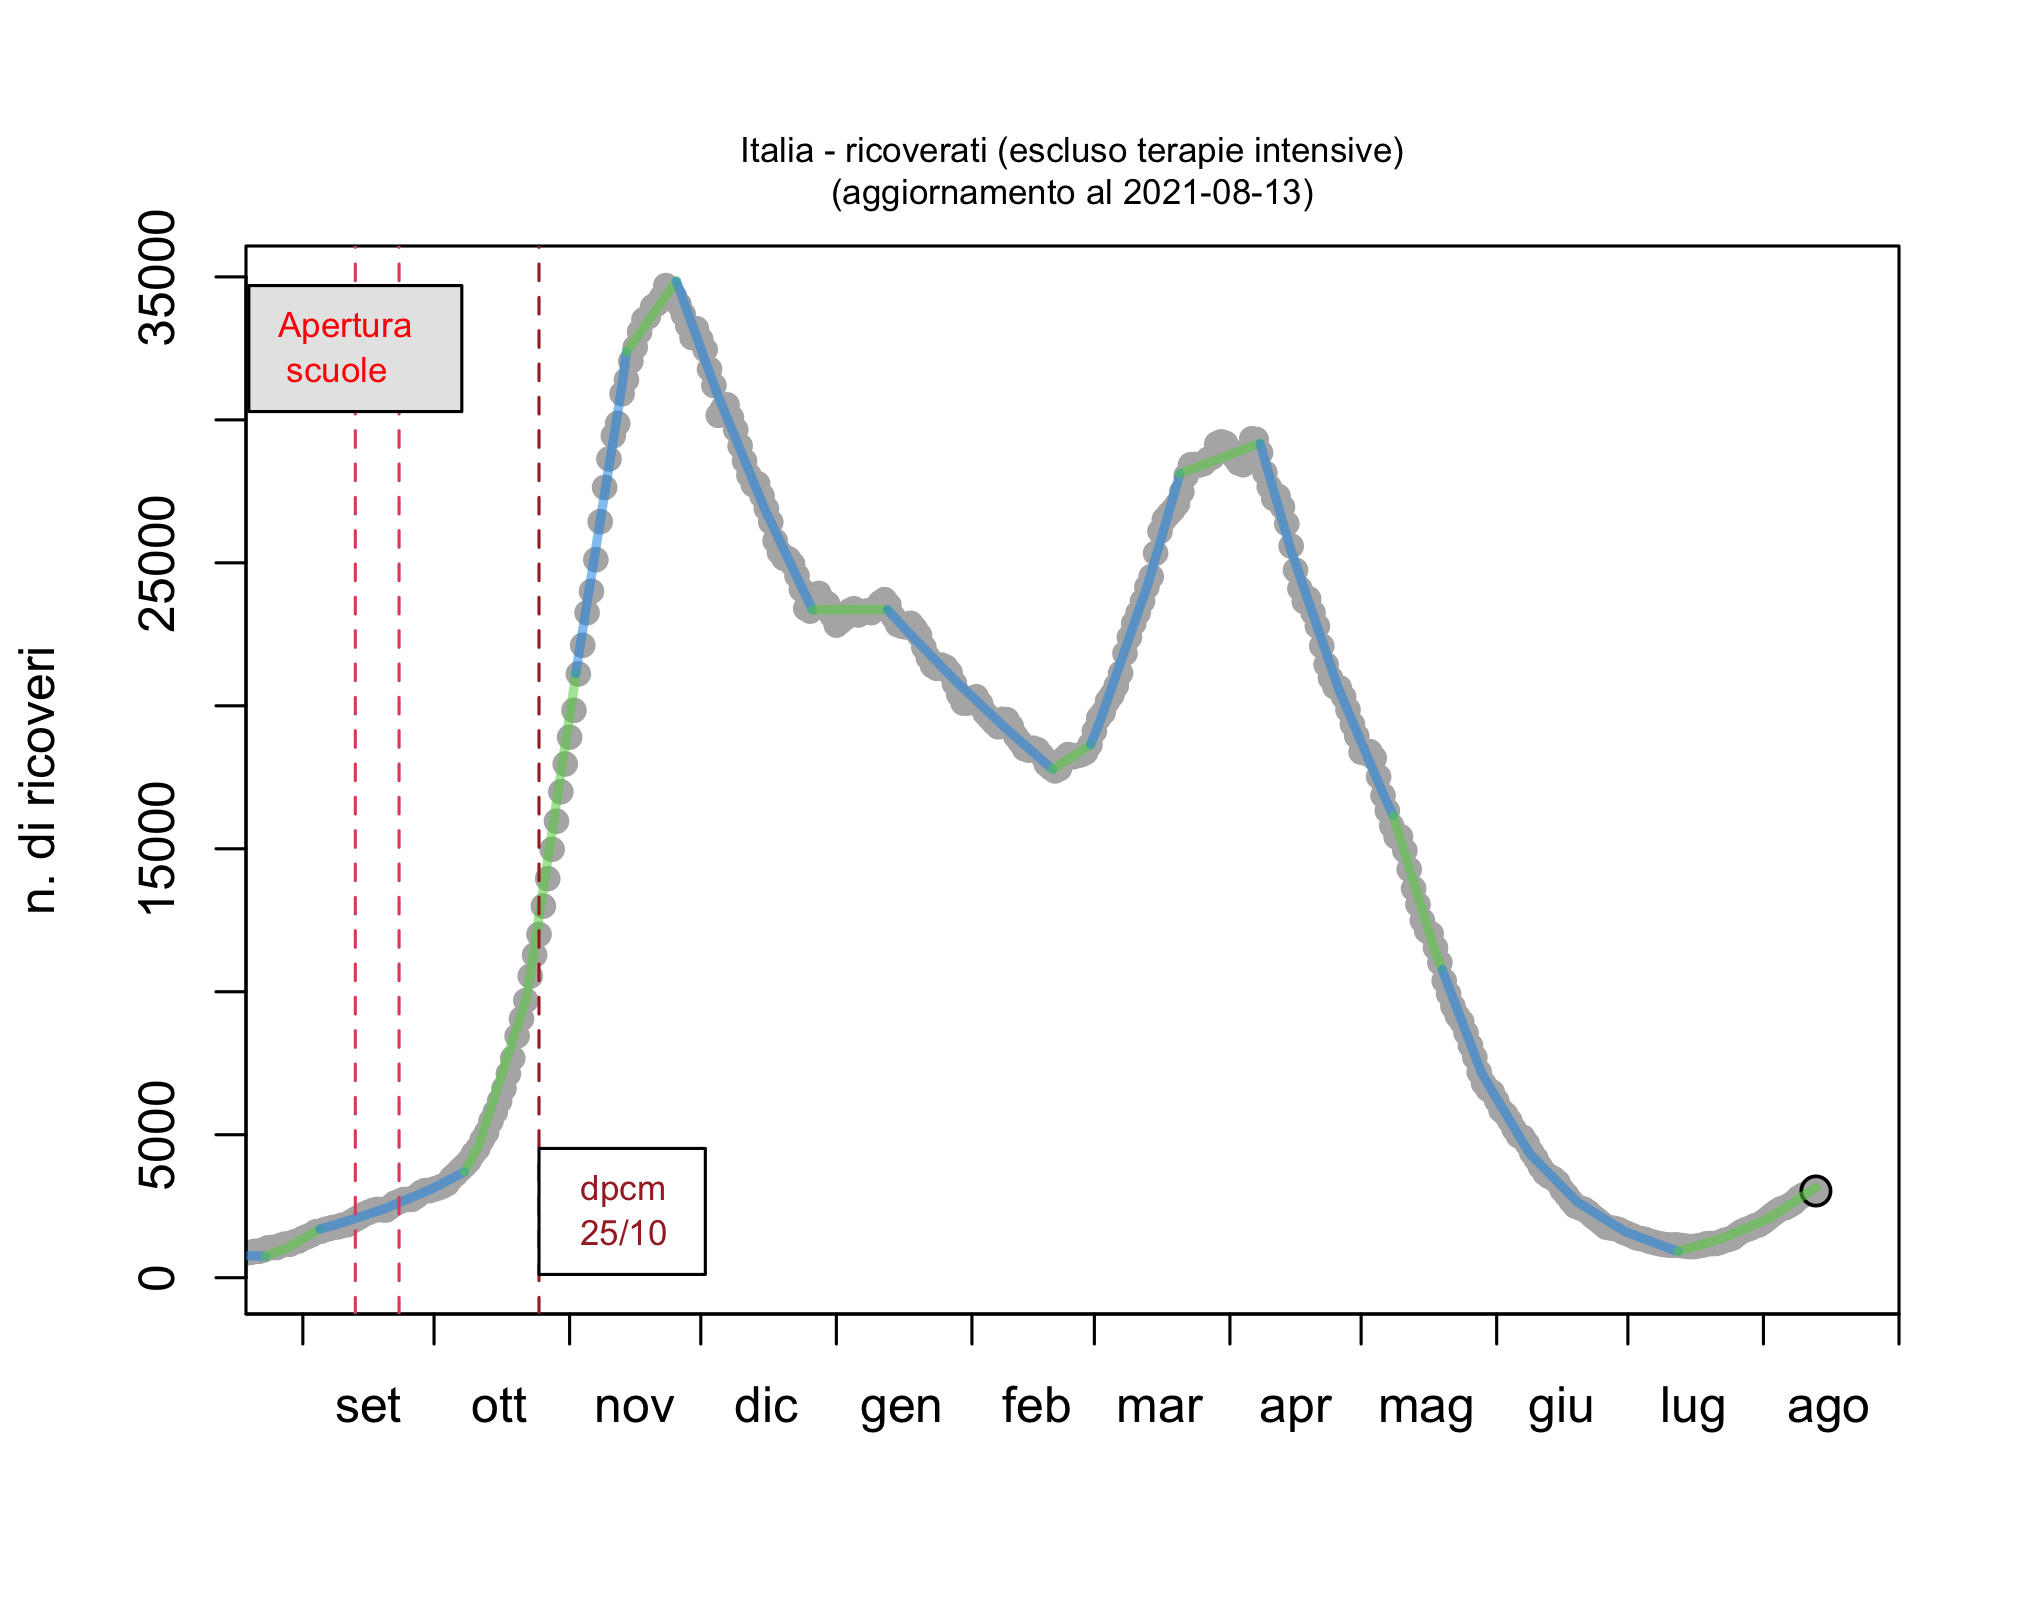 Italia - ricoverati (escluso terapie intensive)
(aggiornamento al 2021-08-13)
n. di ricoveri
35000
25000
15000
5000
0
Apertura
scuole
dpcm
25/10
set ott nov dic gen feb mar apr mag giu lug ago